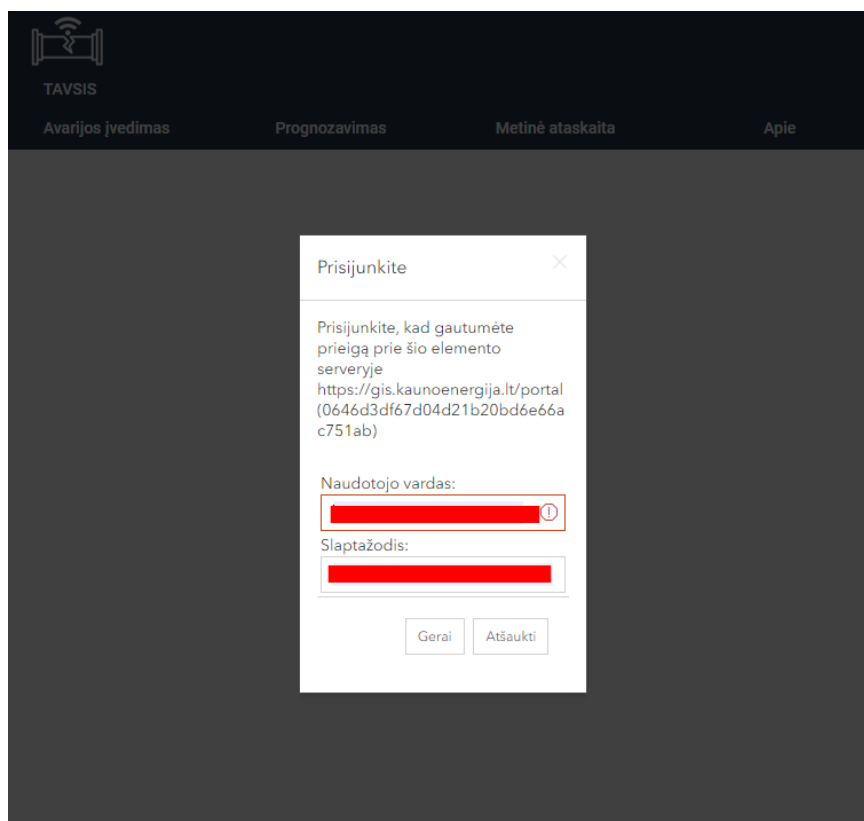 TAVSIS
Avarijos įvedimas Prognozavimas Metinė ataskaita Apie
Prisijunkite
Prisijunkite, kad gautumėte
prieigą prie šio elemento
serveryje
https://gis.kaunoenergija.lt/portal
(0646d3df67d04d21b20bd6e66a
c751ab)
Naudotojo vardas:
Slaptažodis:
Gerai Atšaukti